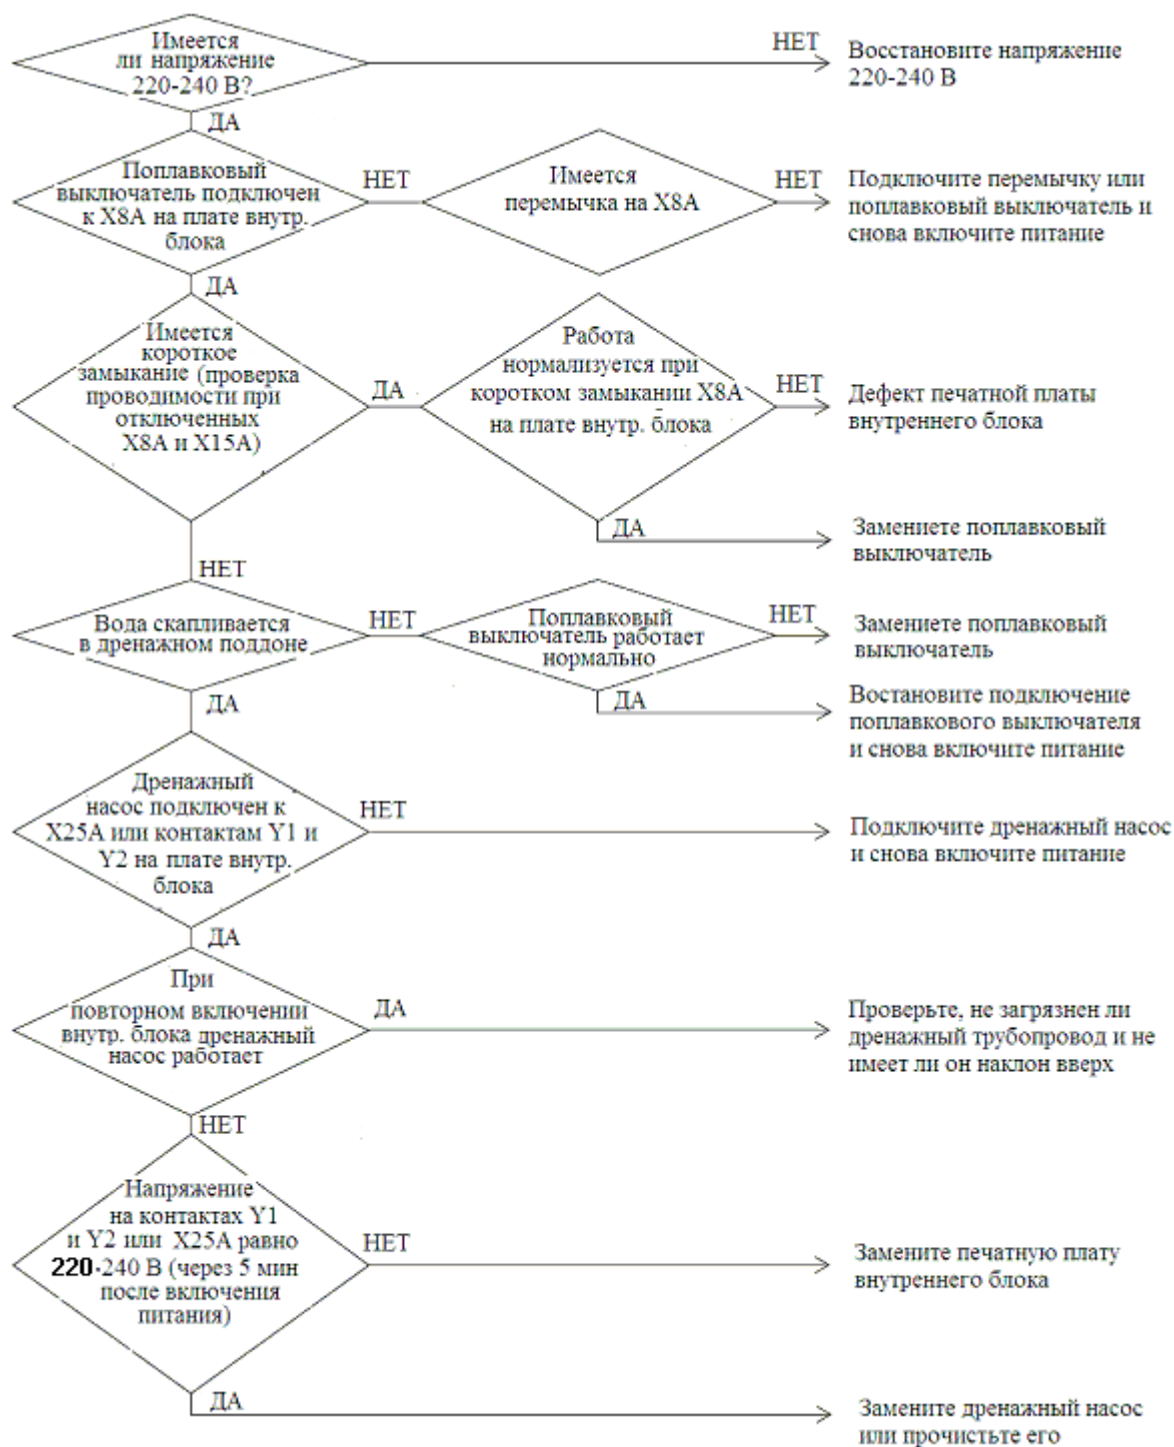 Имеется
ли напряжение
220-240 В?
НЕТ
Восстановите напряжение
220-240 В
ДА
Поплавковый
выключатель подключен
к X8A на плате внутр.
блока
НЕТ
Имеется
перемычка на X8A
НЕТ
Подключите перемычку или
поплавковый выключатель и
снова включите питание
ДА
Имеется
короткое
замыкание (проверка
проводимости при
отключенных
X8A и X15A)
ДА
Работа
нормализуется при
коротком замыкании X8A
на плате внутр. блока
НЕТ
Дефект печатной платы
внутреннего блока
ДА
Замениете поплавковый
выключатель
НЕТ
Вода скапливается
в дренажном поддоне
НЕТ
Поплавковый
выключатель работает
нормально
НЕТ
Замениете поплавковый
выключатель
ДА
Востановите подключение
поплавкового выключателя
и снова включите питание
ДА
Дренажный
насос подключен к
X25A или контактам Y1 и
Y2 на плате внутр.
блока
НЕТ
Подключите дренажный насос
и снова включите питание
ДА
При
повторном включении
внутр. блока дренажный
насос работает
ДА
Проверьте, не загрязнен ли
дренажный трубопровод и не
имеет ли он наклон вверх
НЕТ
Напряжение
на контактах Y1
и Y2 или X25A равно
220-240 В (через 5 мин
после включения
питания)
НЕТ
Замените печатную плату
внутреннего блока
ДА
Замените дренажный насос
или прочистьте его